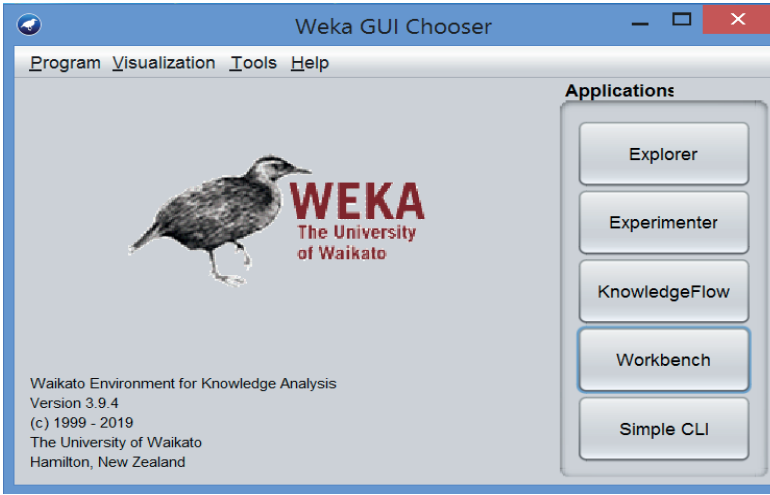 Weka GUI Chooser
Program Visualization Tools Help
Applications
Explorer
Experimenter
KnowledgeFlow
Workbench
Simple CLI
WEKA
The University
of Waikato
Waikato Environment for Knowledge Analysis
Version 3.9.4
(c) 1999 - 2019
The University of Waikato
Hamilton, New Zealand